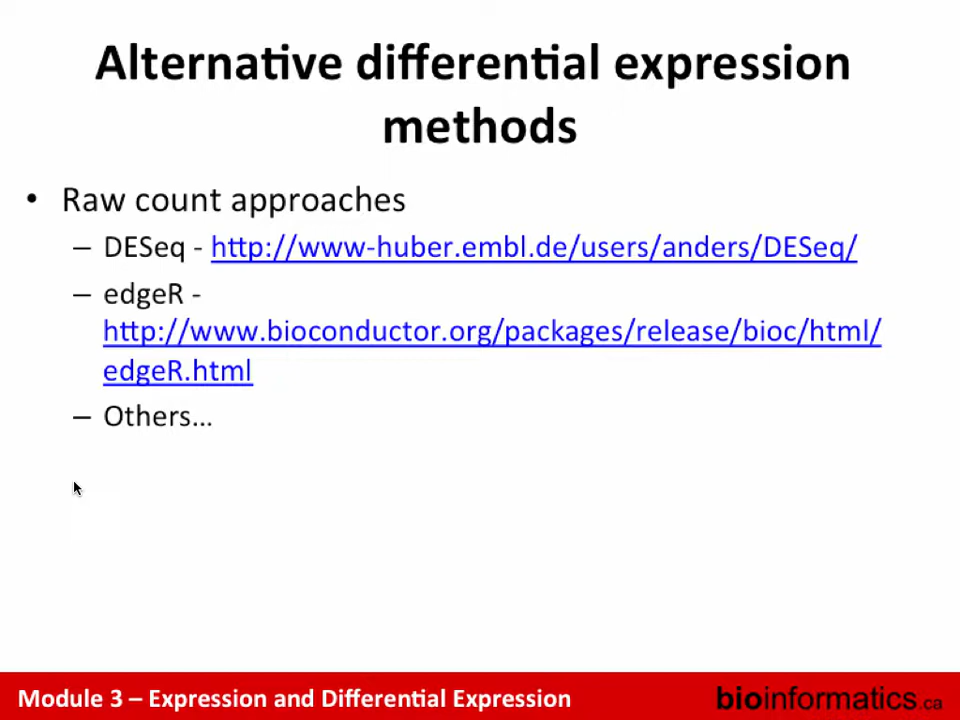 Alternative differential expression
methods
• Raw count approaches
– DESeq - http://www-huber.embl.de/users/anders/DESeq/
– edgeR -
http://www.bioconductor.org/packages/release/bioc/html/
edgeR.html
– Others…
Module 3 – Expression and Differential Expression
bioinformatics.ca